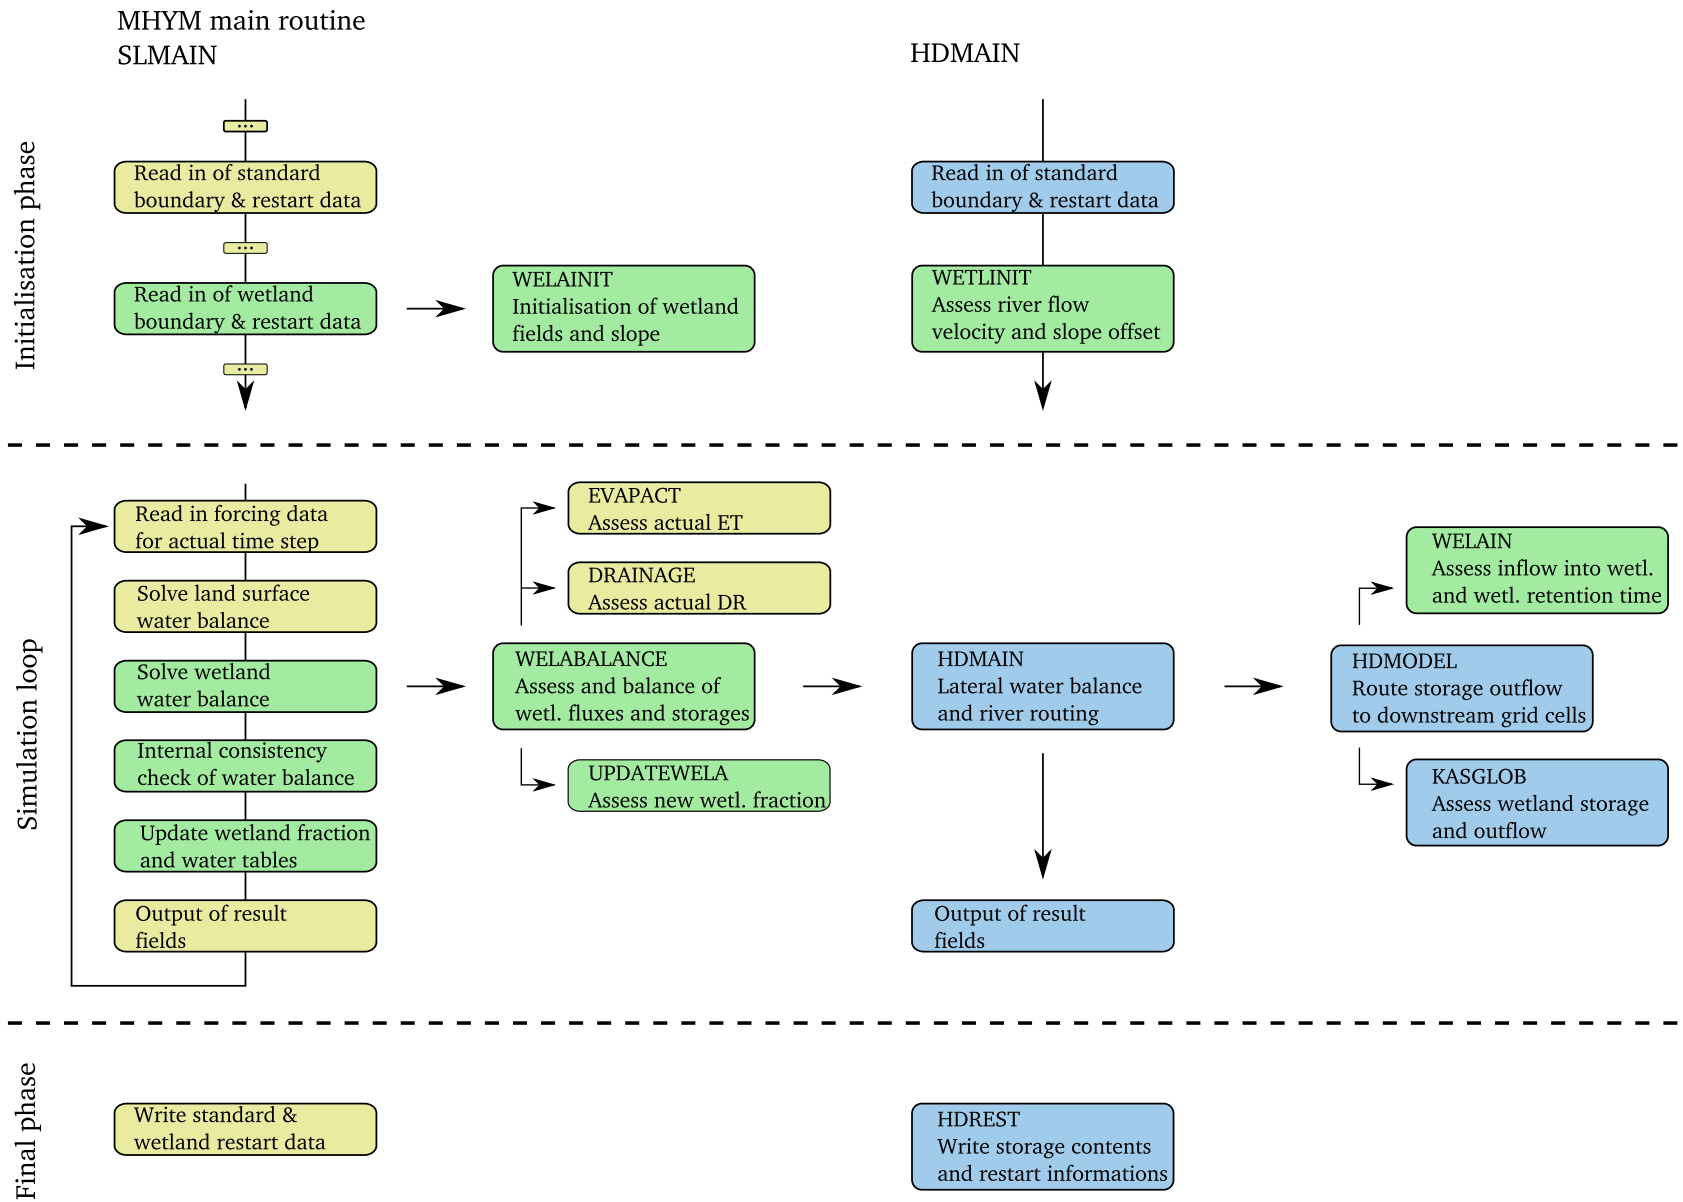 MHYM main routine
SLMAIN
HDMAIN
Initialisation phase
...
Read in of standard
boundary & restart data
...
Read in of wetland
boundary & restart data
...
WELAINIT
Initialisation of wetland
fields and slope
Read in of standard
boundary & restart data
WETLINIT
Assess river flow
velocity and slope offset
Simulation loop
Read in forcing data
for actual time step
Solve land surface
water balance
Solve wetland
water balance
Internal consistency
check of water balance
Update wetland fraction
and water tables
Output of result
fields
EVAPACT
Assess actual ET
DRAINAGE
Assess actual DR
WELABALANCE
Assess and balance of
wetl. fluxes and storages
UPDATEWELA
Assess new wetl. fraction
HDMAIN
Lateral water balance
and river routing
Output of result
fields
WELAIN
Assess inflow into wetl.
and wetl. retention time
HDMODEL
Route storage outflow
to downstream grid cells
KASGLOB
Assess wetland storage
and outflow
Final phase
Write standard &
wetland restart data
HDREST
Write storage contents
and restart informations